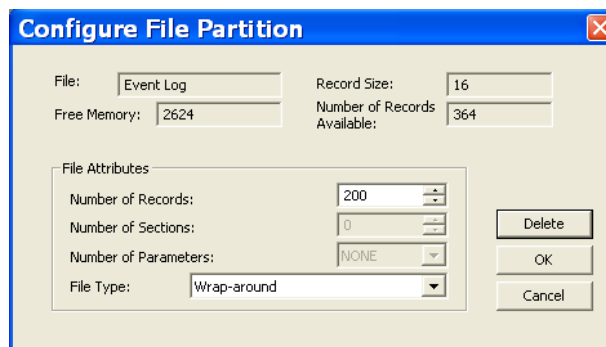 Configure File Partition
File: Event Log
Record Size: 16
Free Memory: 2624
Number of Records
Available: 364
File Attributes
Number of Records: 200
Number of Sections: 0
Number of Parameters: NONE
File Type: Wrap-around
Delete
OK
Cancel